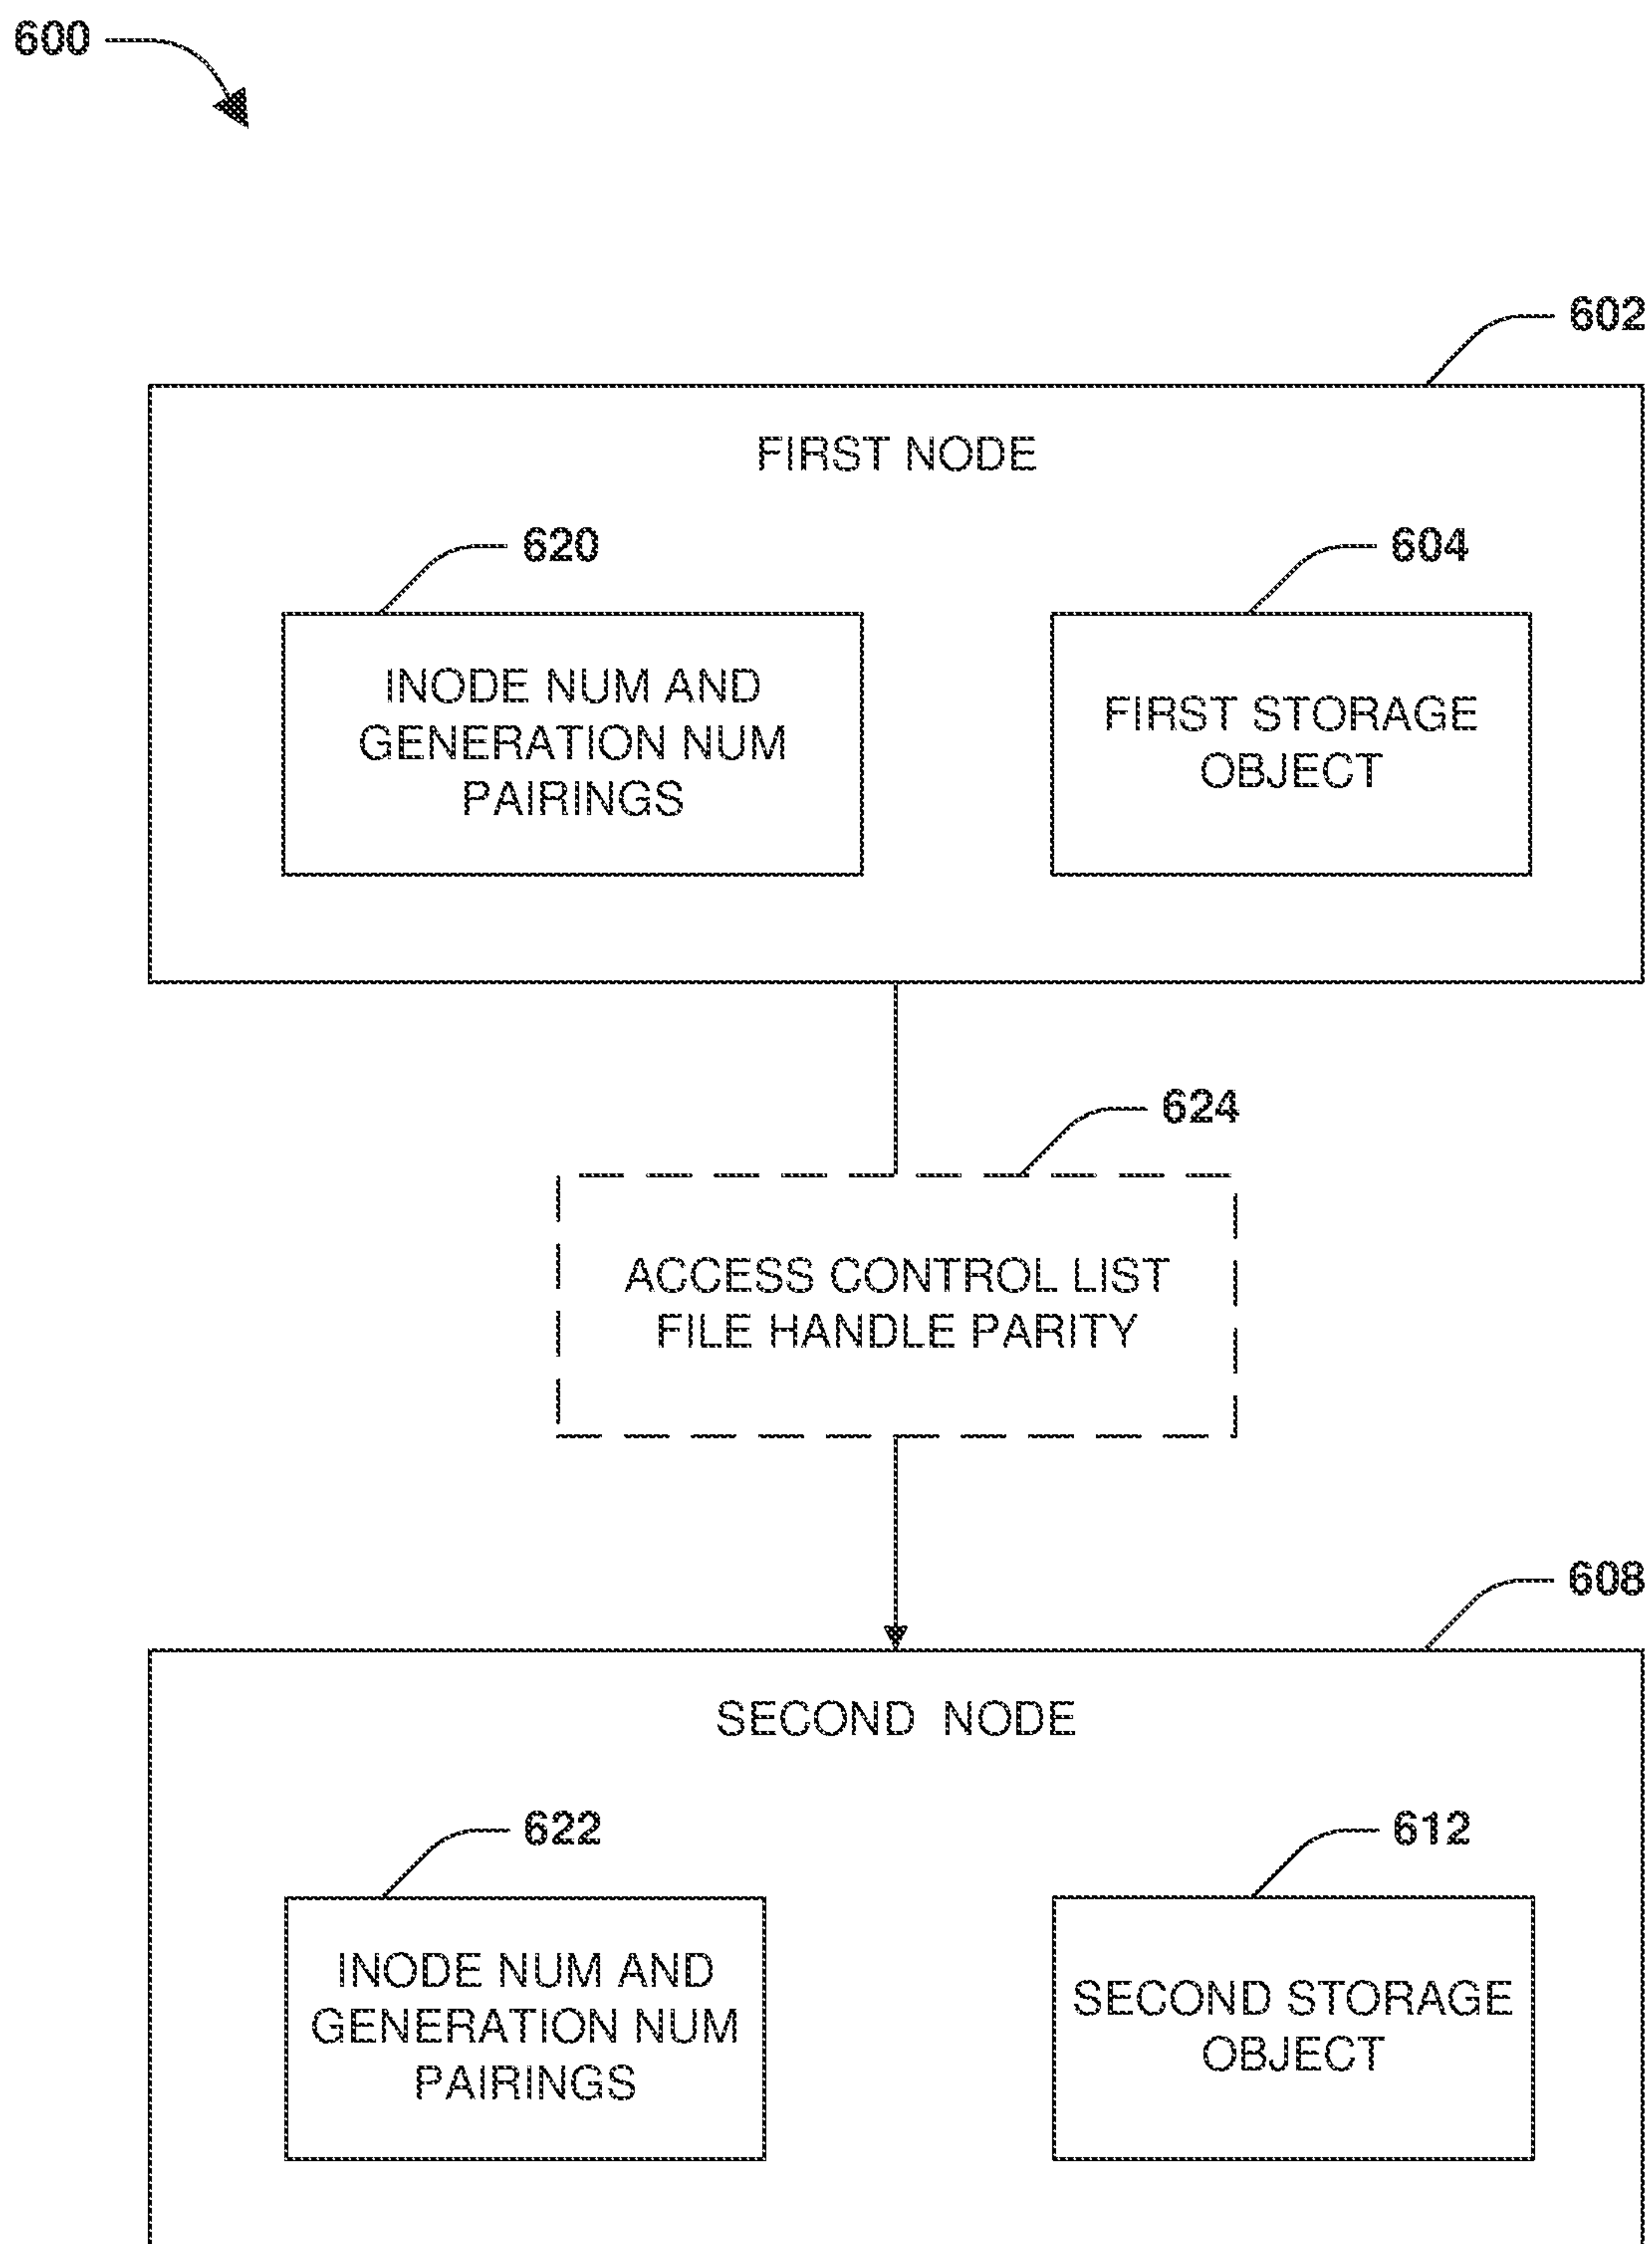 600
602
FIRST NODE
620
604
INODE NUM AND
GENERATION NUM
PAIRINGS
FIRST STORAGE
OBJECT
624
ACCESS CONTROL LIST
FILE HANDLE PARITY
608
SECOND NODE
622
612
INODE NUM AND
GENERATION NUM
PAIRINGS
SECOND STORAGE
OBJECT